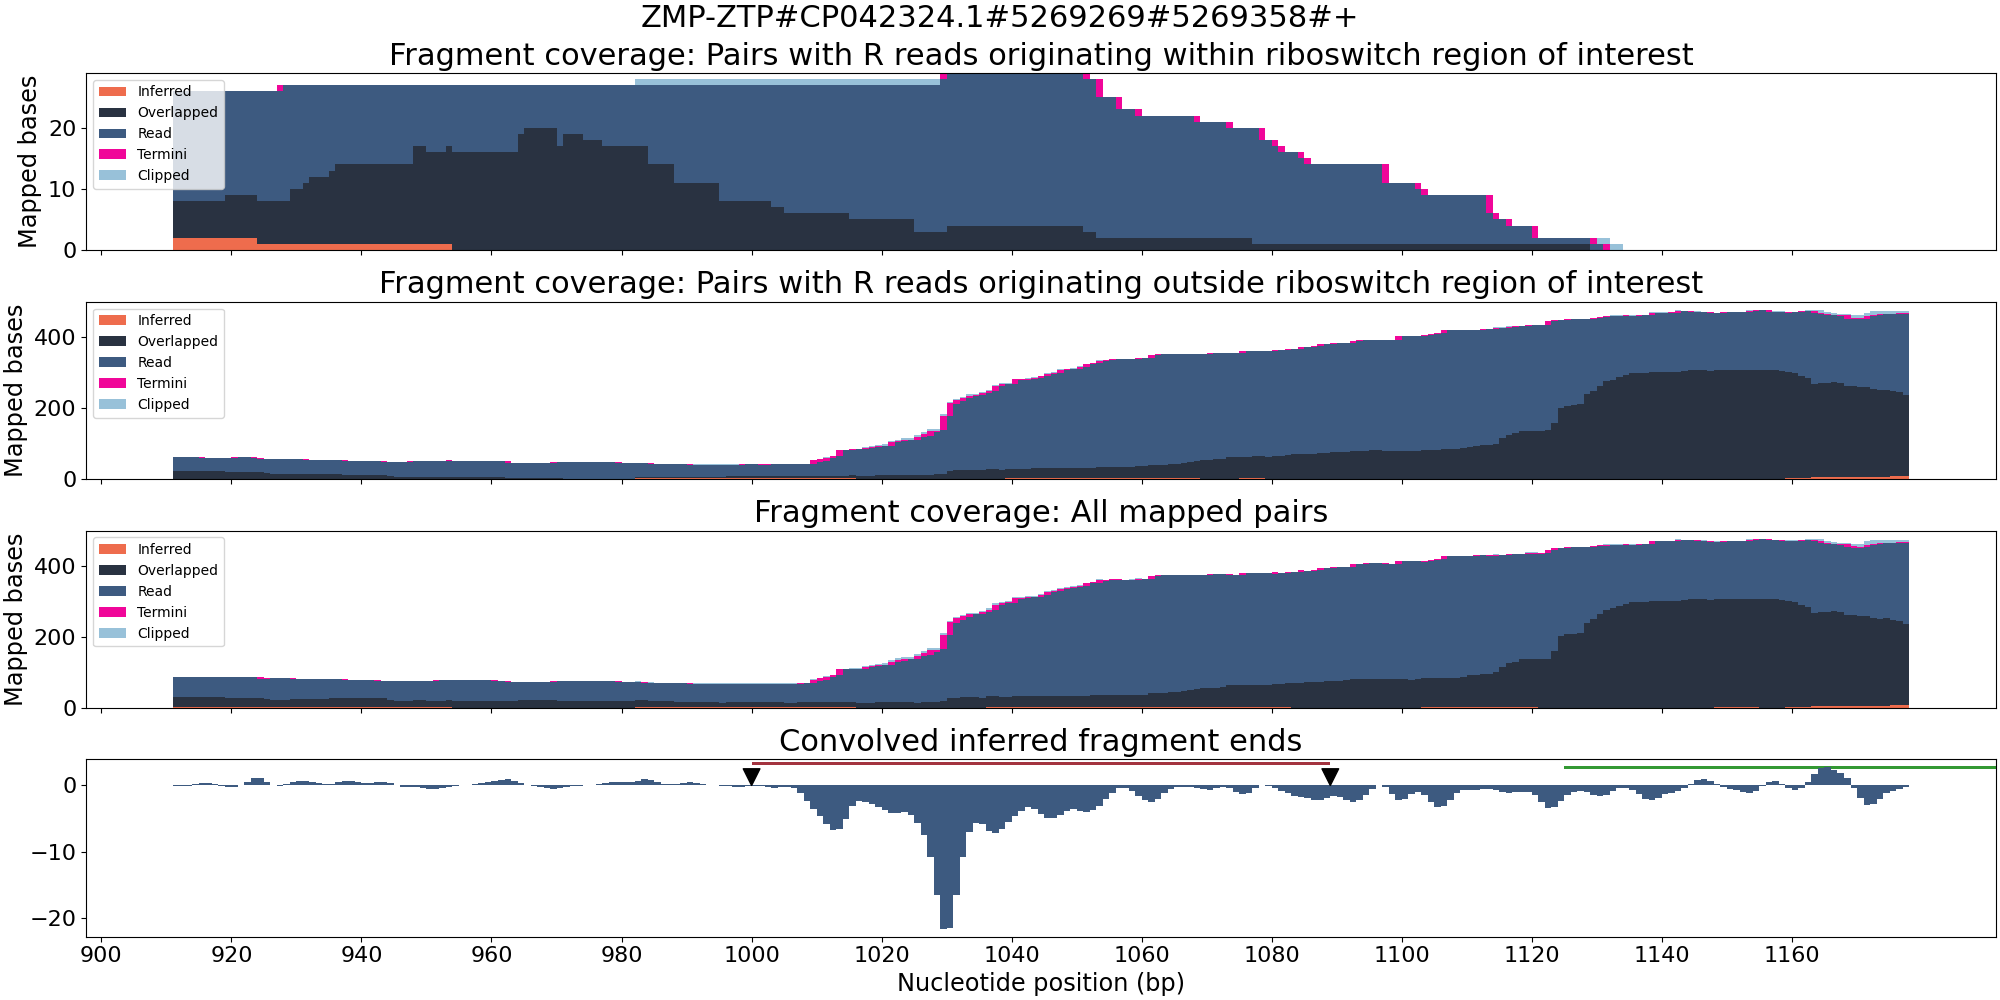 ZMP-ZTP#CP042324.1#5269269#5269358#+
Fragment coverage: Pairs with R reads originating within riboswitch region of interest
Mapped bases
20
10
0
Inferred
Overlapped
Read
Termini
Clipped
Fragment coverage: Pairs with R reads originating outside riboswitch region of interest
Mapped bases
400
200
0
Inferred
Overlapped
Read
Termini
Clipped
Fragment coverage: All mapped pairs
Mapped bases
400
200
0
Inferred
Overlapped
Read
Termini
Clipped
Convolved inferred fragment ends
0
−10
−20
900 920 940 960 980 1000 1020 1040 1060 1080 1100 1120 1140 1160
Nucleotide position (bp)